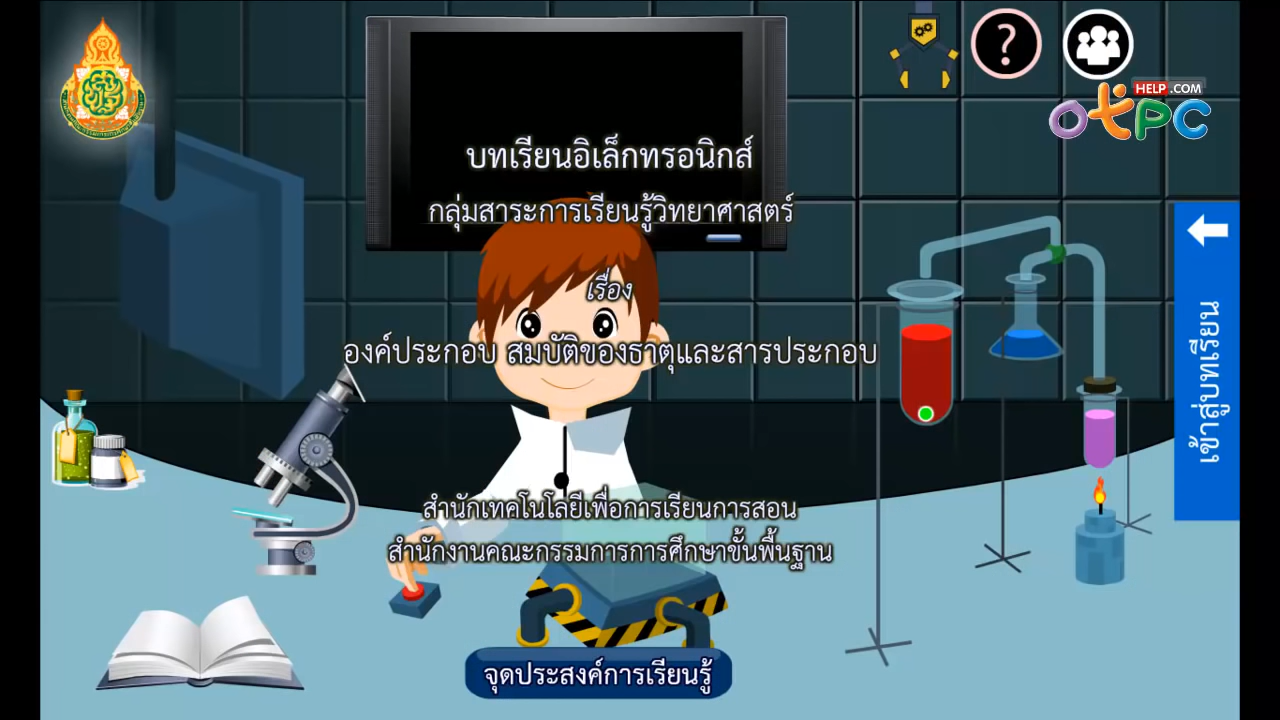 HELP .COM
otPC
บทเรียนอิเล็กทรอนิกส์
กลุ่มสาระการเรียนรู้วิทยาศาสตร์
เรื่อง
องค์ประกอบ สมบัติของธาตุและสารประกอบ
เข้าสู่บทเรียน
สำนักเทคโนโลยีเพื่อการเรียนการสอน
สำนักงานคณะกรรมการการศึกษาขั้นพื้นฐาน
จุดประสงค์การเรียนรู้